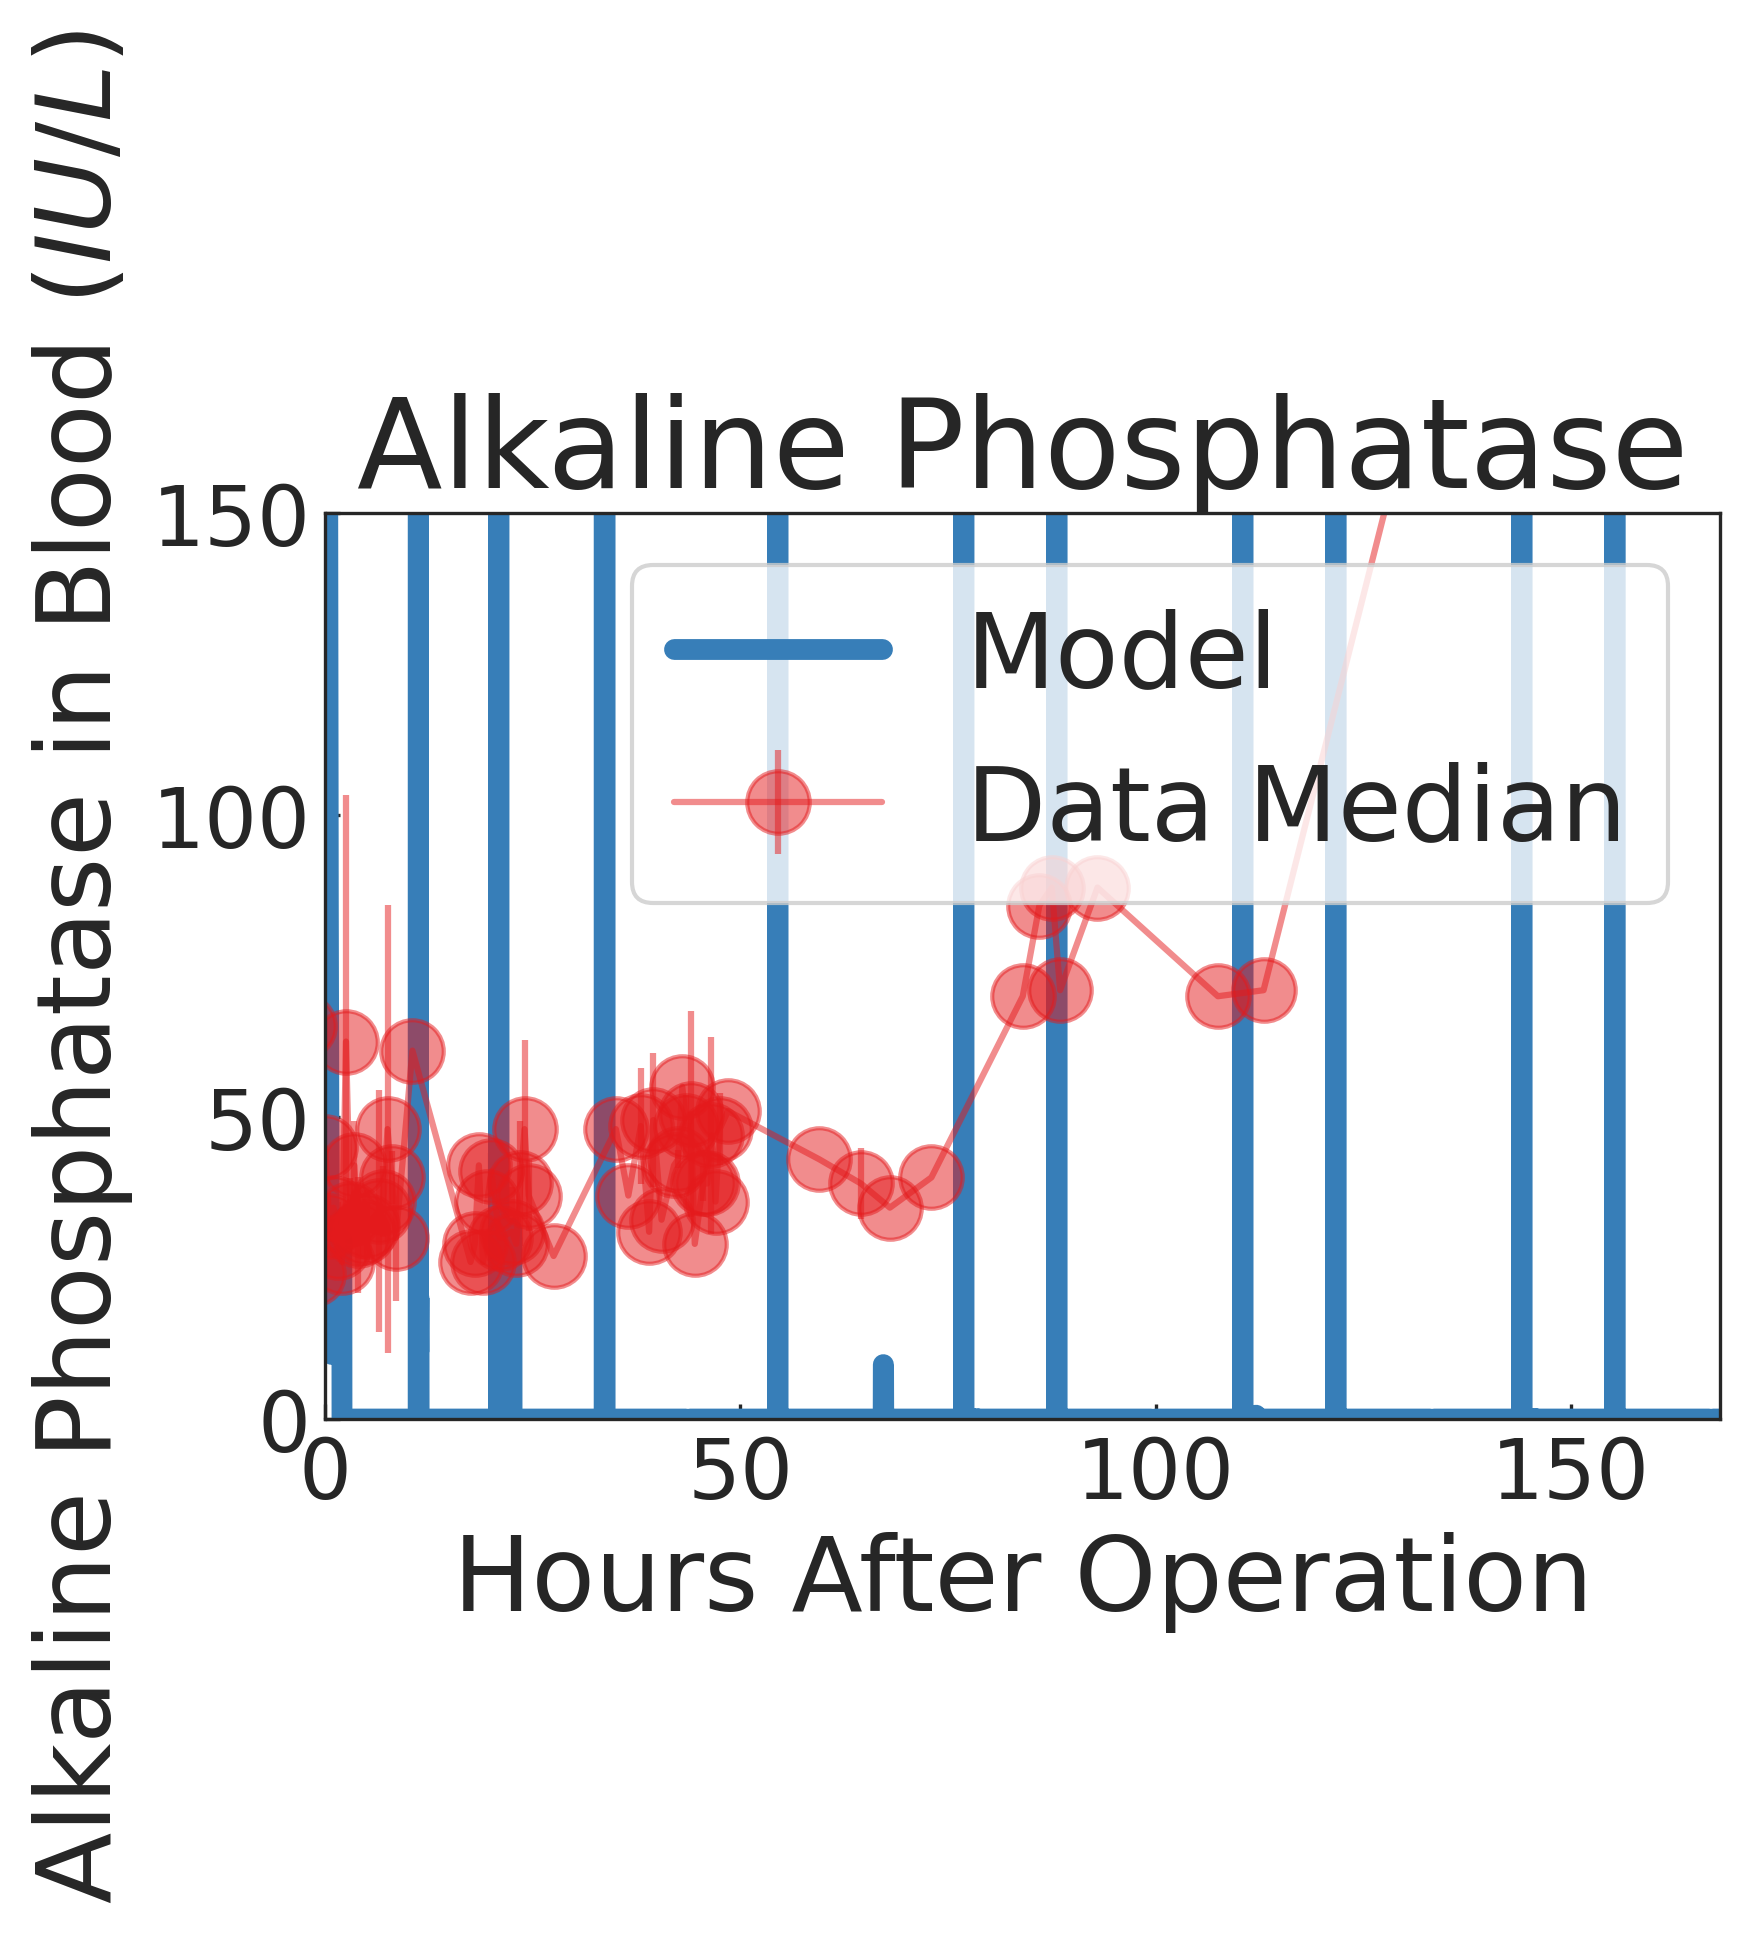 Alkaline Phosphatase
Alkaline Phosphatase in Blood (IU/L)
150
100
50
0
Model
Data Median
0 50 100 150
Hours After Operation